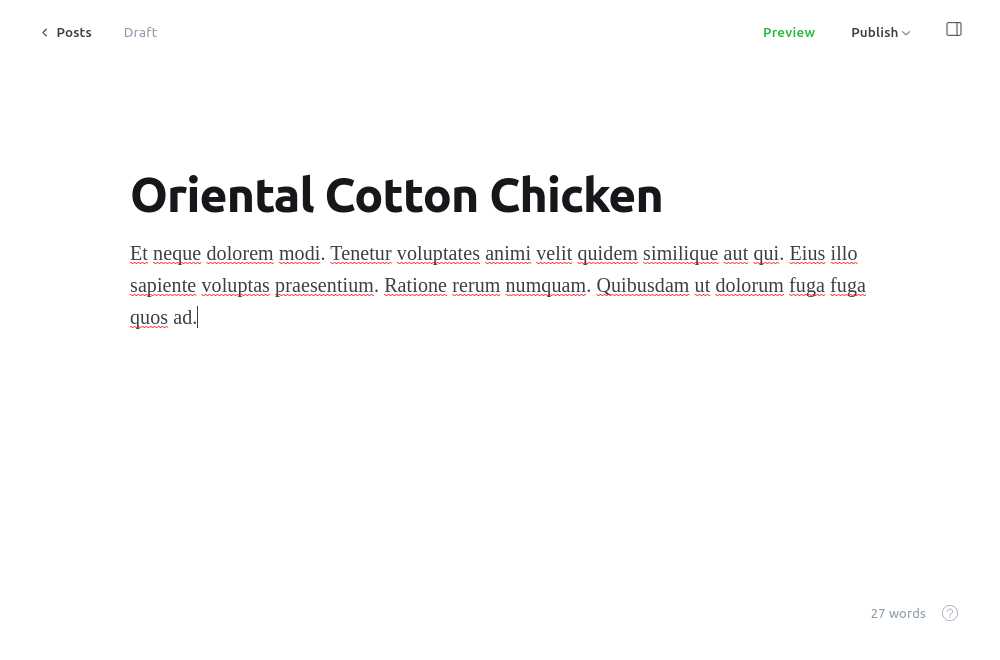 Posts
Draft
Preview
Publish
Oriental Cotton Chicken
Et neque dolorem modi. Tenetur voluptates animi velit quidem similique aut qui. Eius illo
sapiente voluptas praesentium. Ratione rerum numquam. Quibusdam ut dolorum fuga fuga
quos ad.
27 words
?